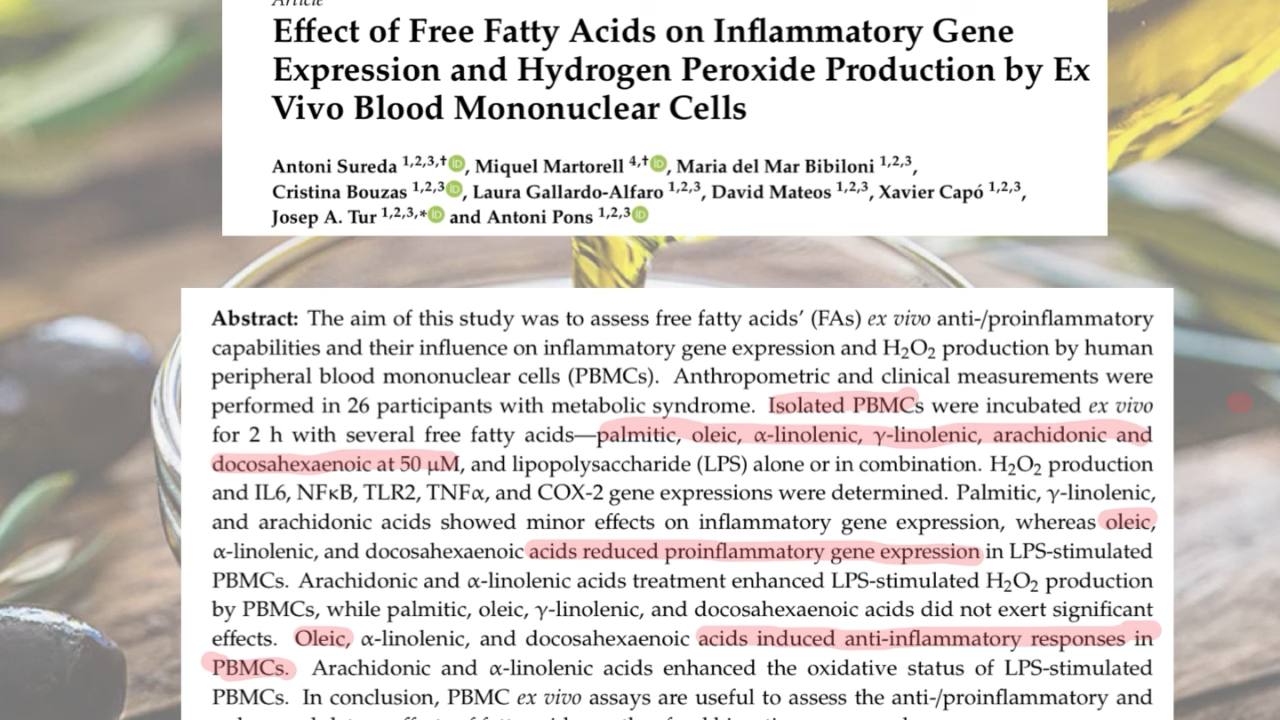 Article
Effect of Free Fatty Acids on Inflammatory Gene
Expression and Hydrogen Peroxide Production by Ex
Vivo Blood Mononuclear Cells
Antoni Sureda 1,2,3,†, Miquel Martorell 4,†, Maria del Mar Bibiloni 1,2,3,
Cristina Bouzas 1,2,3, Laura Gallardo-Alfaro 1,2,3, David Mateos 1,2,3, Xavier Capó 1,2,3,
Josep A. Tur 1,2,3,* and Antoni Pons 1,2,3
Abstract: The aim of this study was to assess free fatty acids’ (FAs) ex vivo anti-/proinflammatory
capabilities and their influence on inflammatory gene expression and H₂O₂ production by human
peripheral blood mononuclear cells (PBMCs). Anthropometric and clinical measurements were
performed in 26 participants with metabolic syndrome. Isolated PBMCs were incubated ex vivo
for 2 h with several free fatty acids—palmitic, oleic, α-linolenic, γ-linolenic, arachidonic and
docosahexaenoic at 50 μM, and lipopolysaccharide (LPS) alone or in combination. H₂O₂ production
and IL6, NFκB, TLR2, TNFα, and COX-2 gene expressions were determined. Palmitic, γ-linolenic,
and arachidonic acids showed minor effects on inflammatory gene expression, whereas oleic,
α-linolenic, and docosahexaenoic acids reduced proinflammatory gene expression in LPS-stimulated
PBMCs. Arachidonic and α-linolenic acids treatment enhanced LPS-stimulated H₂O₂ production
by PBMCs, while palmitic, oleic, γ-linolenic, and docosahexaenoic acids did not exert significant
effects. Oleic, α-linolenic, and docosahexaenoic acids induced anti-inflammatory responses in
PBMCs. Arachidonic and α-linolenic acids enhanced the oxidative status of LPS-stimulated
PBMCs. In conclusion, PBMC ex vivo assays are useful to assess the anti-/proinflammatory and